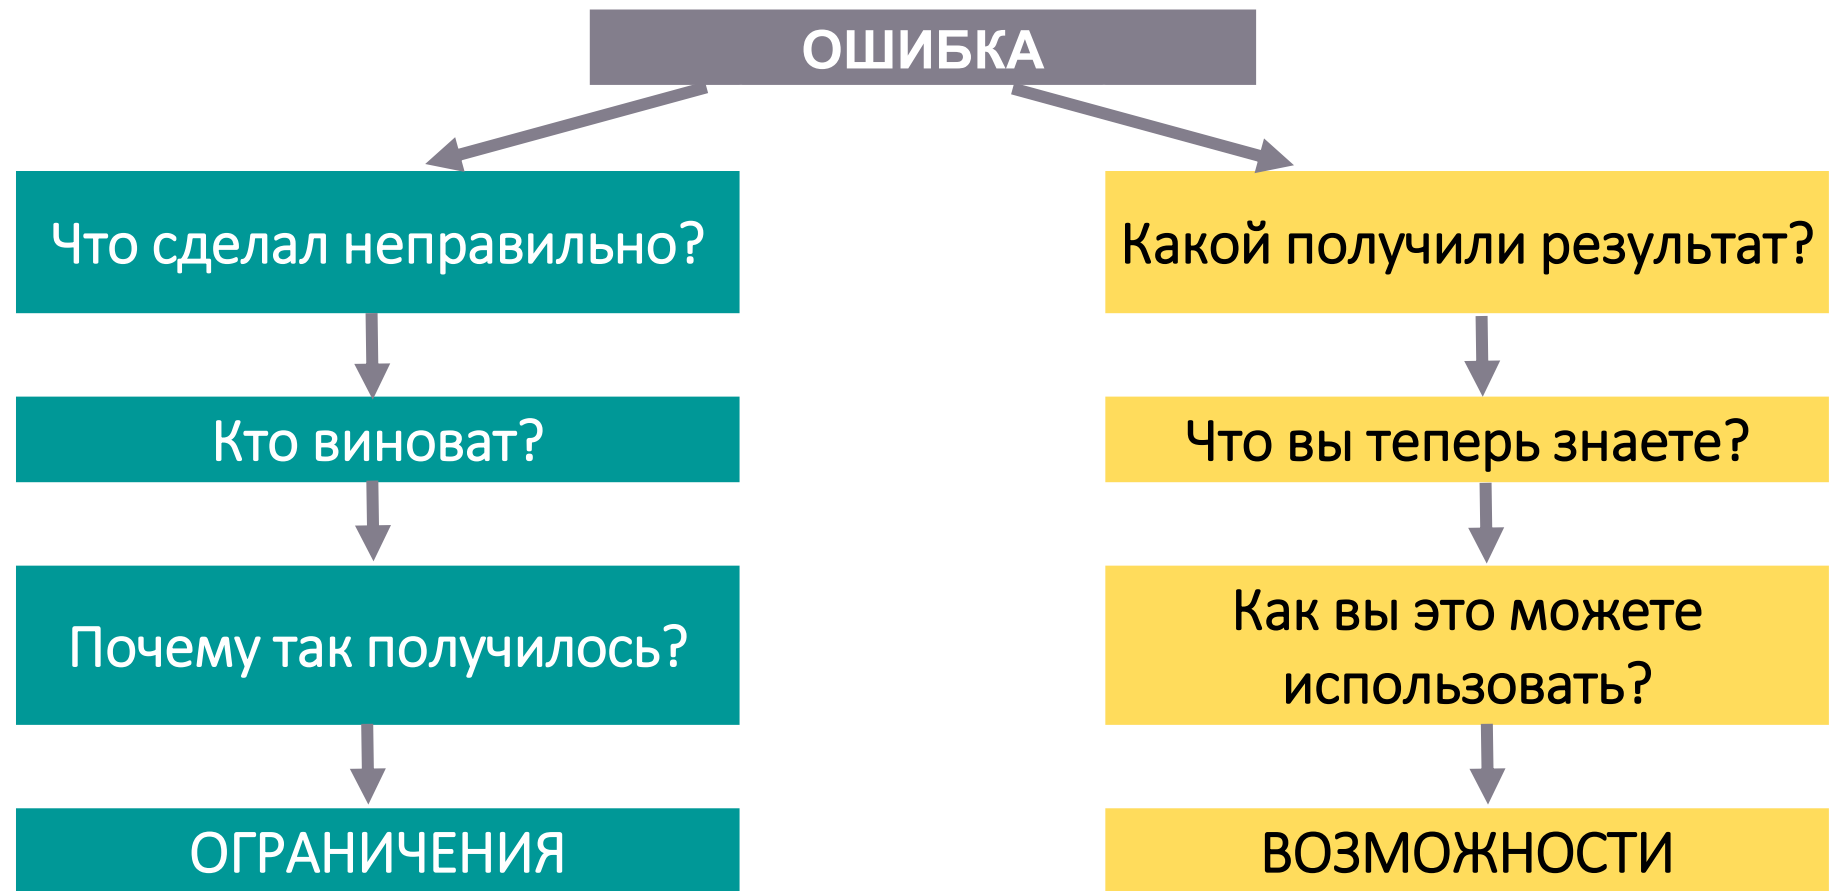 ОШИБКА
Что сделал неправильно?
Кто виноват?
Почему так получилось?
ОГРАНИЧЕНИЯ
Какой получили результат?
Что вы теперь знаете?
Как вы это можете
использовать?
ВОЗМОЖНОСТИ